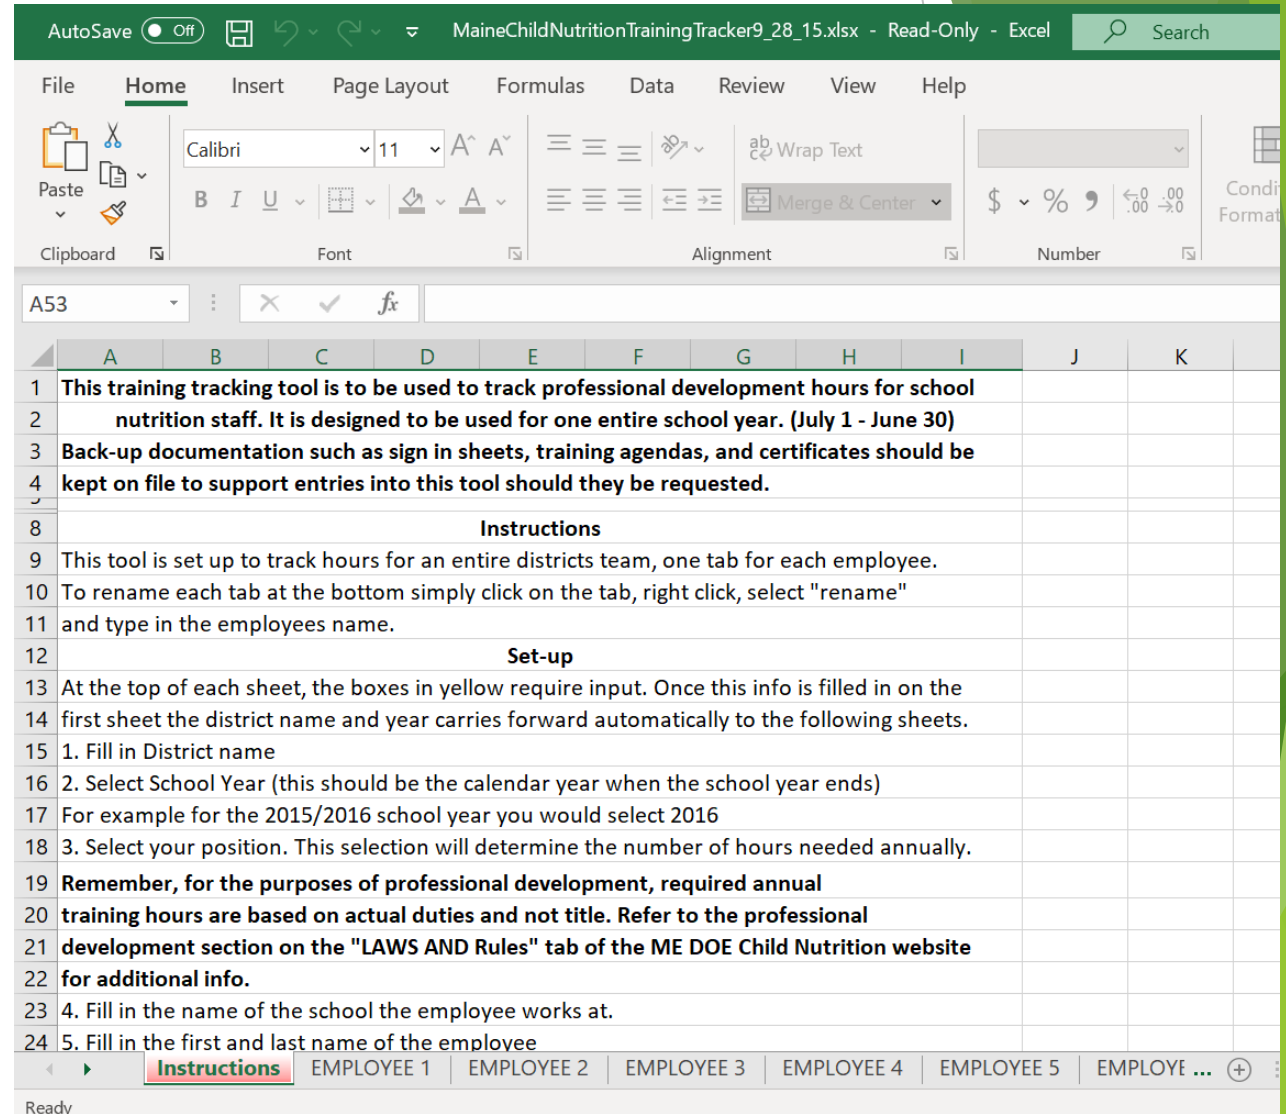 AutoSave Off MaineChildNutritionTrainingTracker9_28_15.xlsx - Read-Only - Excel Search
File Home Insert Page Layout Formulas Data Review View Help
Calibri 11 A^ A˅ ab Wrap Text
Paste B I U A Merge & Center $ % 9 .00 .00 Condi
Format
Clipboard Font Alignment Number
A53 fx
A B C D E F G H I J K
1 This training tracking tool is to be used to track professional development hours for school
2 nutrition staff. It is designed to be used for one entire school year. (July 1 - June 30)
3 Back-up documentation such as sign in sheets, training agendas, and certificates should be
4 kept on file to support entries into this tool should they be requested.
8 Instructions
9 This tool is set up to track hours for an entire districts team, one tab for each employee.
10 To rename each tab at the bottom simply click on the tab, right click, select "rename"
11 and type in the employees name.
12 Set-up
13 At the top of each sheet, the boxes in yellow require input. Once this info is filled in on the
14 first sheet the district name and year carries forward automatically to the following sheets.
15 1. Fill in District name
16 2. Select School Year (this should be the calendar year when the school year ends)
17 For example for the 2015/2016 school year you would select 2016
18 3. Select your position. This selection will determine the number of hours needed annually.
19 Remember, for the purposes of professional development, required annual
20 training hours are based on actual duties and not title. Refer to the professional
21 development section on the "LAWS AND Rules" tab of the ME DOE Child Nutrition website
22 for additional info.
23 4. Fill in the name of the school the employee works at.
24 5. Fill in the first and last name of the employee
Instructions EMPLOYEE 1 EMPLOYEE 2 EMPLOYEE 3 EMPLOYEE 4 EMPLOYEE 5 EMPLOYE ...
Ready